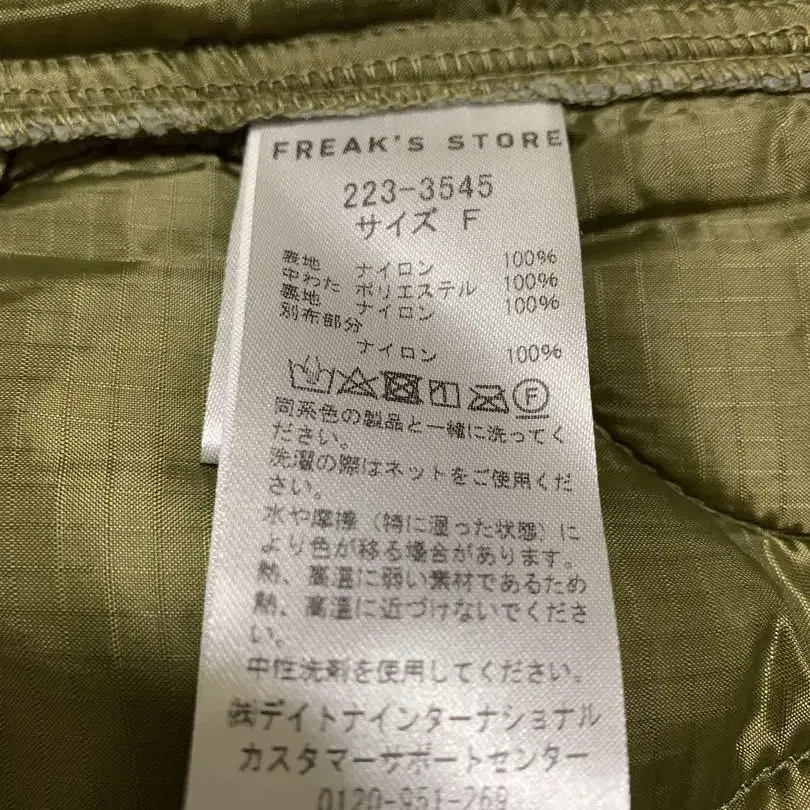 FREAK'S STORE
223-3545
サイズ F
表地 ナイロン 100%
中わた ポリエステル 100%
裏地 ナイロン 100%
別布部分
ナイロン 100%
F
同系色の製品と一緒に洗ってく
ださい。
洗濯の際はネットをご使用くだ
さい。
水や摩擦（特に湿った状態）に
より色が移る場合があります。
熱、高温に弱い素材であるため
熱、高温に近づけないでくださ
い。
中性洗剤を使用してください。
㈱デイトナインターナショナル
カスタマーサポートセンター
0120-951-269